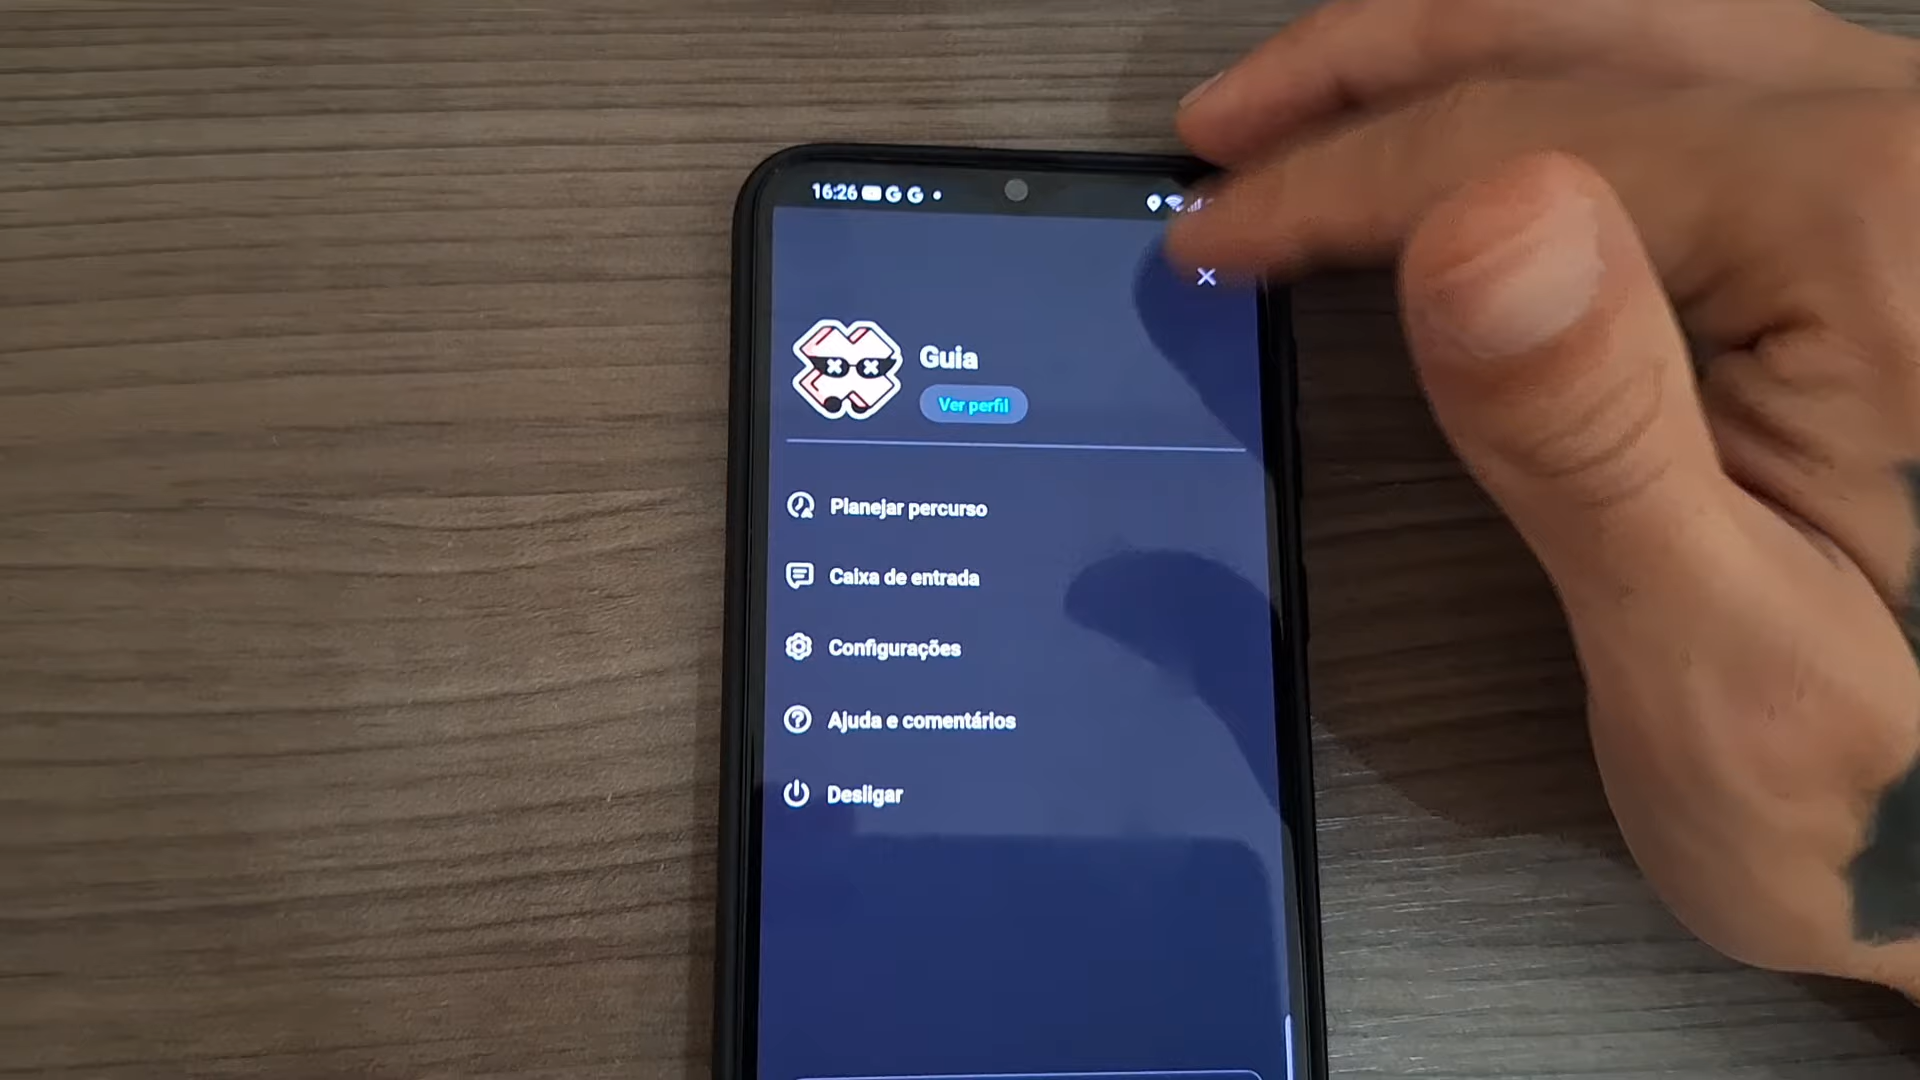 16:26
Guia
Ver perfil
Planejar percurso
Caixa de entrada
Configurações
Ajuda e comentários
Desligar